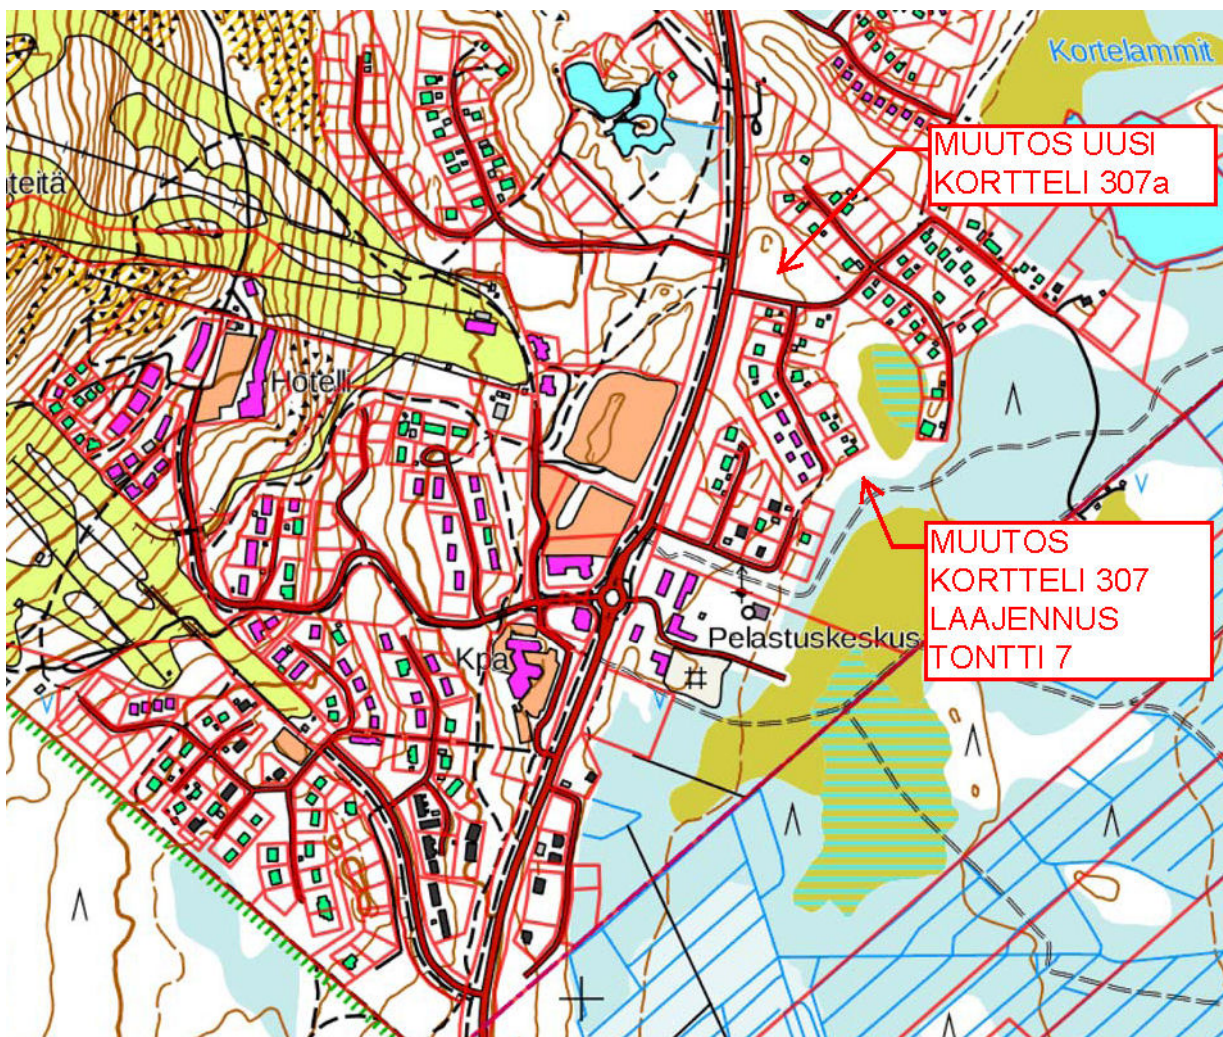 Kortelammit
MUUTOS UUSI
KORTTELI 307a
teitä
Hotelli
MUUTOS
KORTTELI 307
LAAJENNUS
TONTTI 7
Pelastuskeskus
Kpa